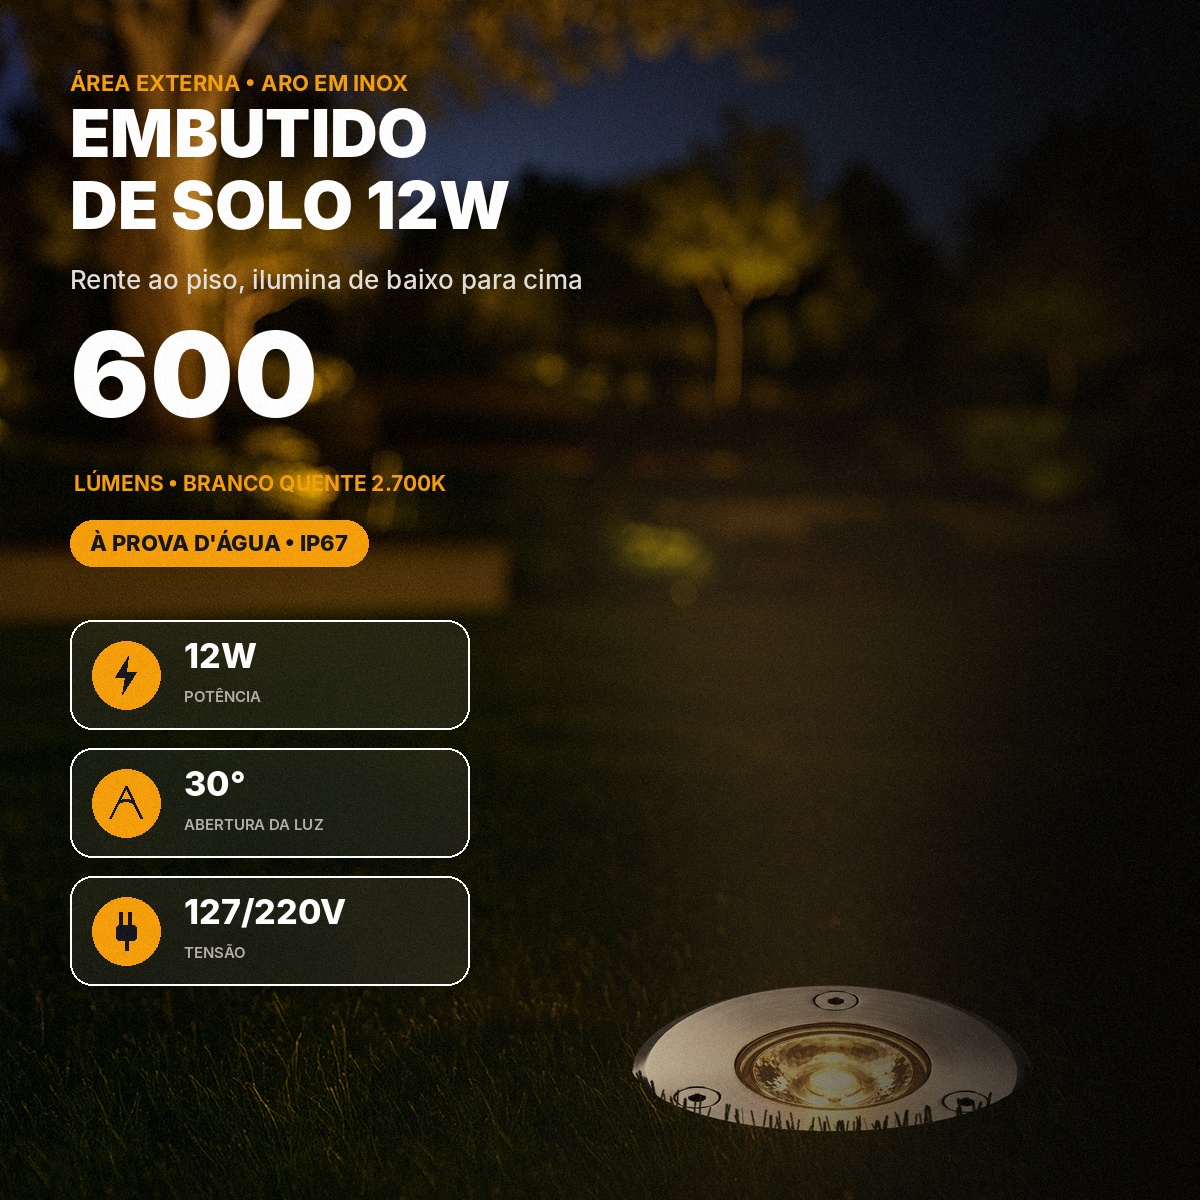 ÁREA EXTERNA • ARO EM INOX
EMBUTIDO
DE SOLO 12W
Rente ao piso, ilumina de baixo para cima
600
LÚMENS • BRANCO QUENTE 2.700K
À PROVA D'ÁGUA • IP67
12W
POTÊNCIA
30°
ABERTURA DA LUZ
127/220V
TENSÃO